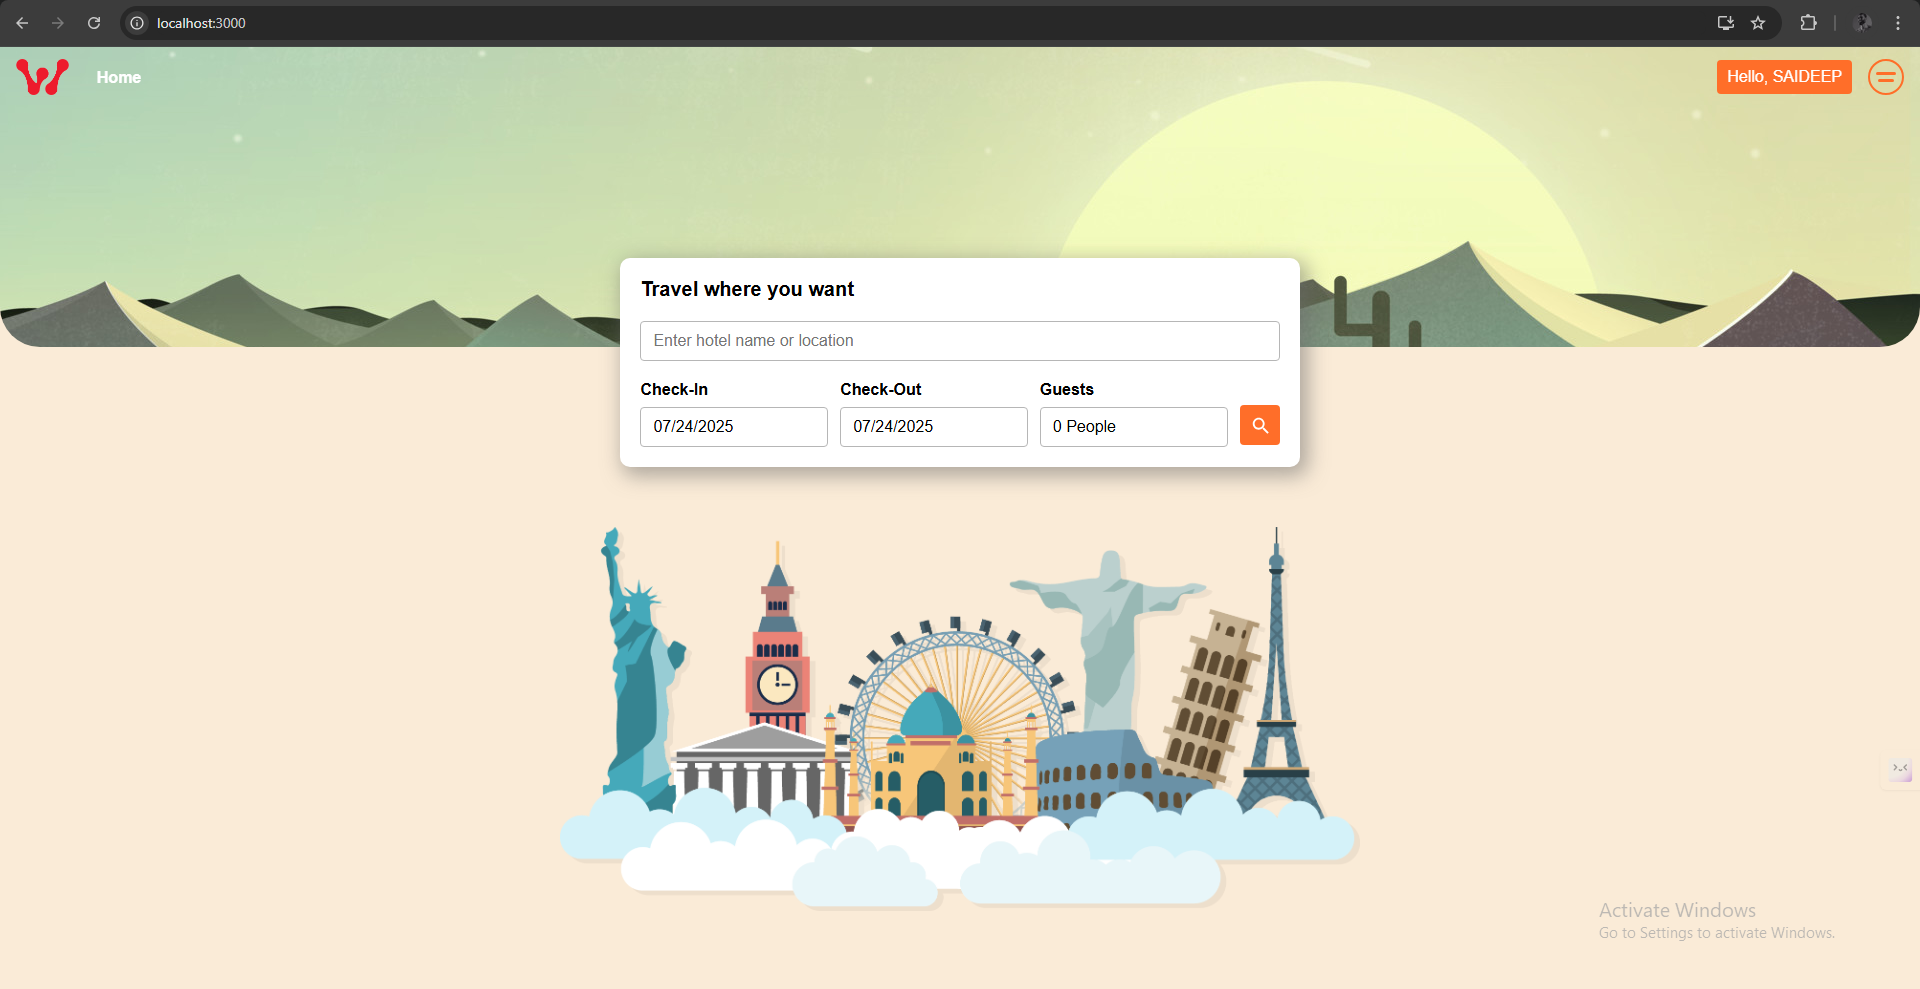 localhost:3000
Home
Hello, SAIDEEP
Travel where you want
Enter hotel name or location
Check-In
Check-Out
Guests
07/24/2025
07/24/2025
0 People
Activate Windows
Go to Settings to activate Windows.